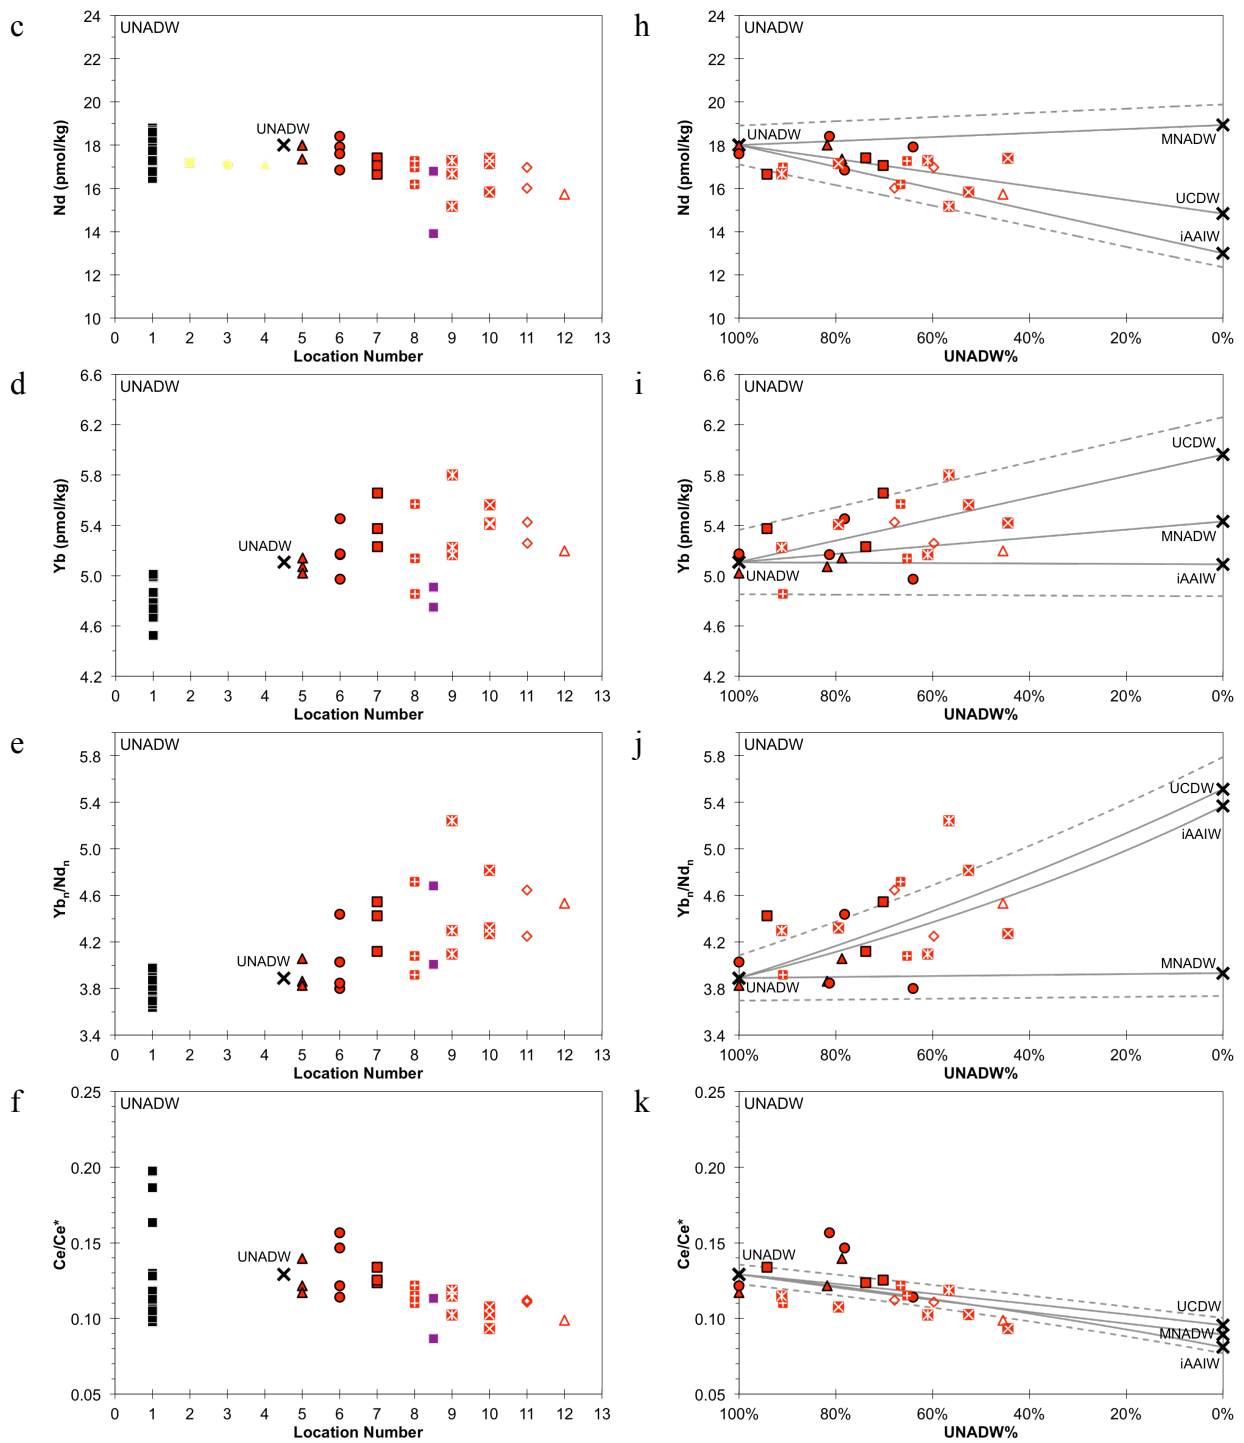 c
UNADW
24
22
20
18
16
14
12
10
Nd (pmol/kg)
UNADW
0 1 2 3 4 5 6 7 8 9 10 11 12 13
Location Number
h
UNADW
24
22
20
18
16
14
12
10
Nd (pmol/kg)
UNADW
MNADW
UCDW
iAAIW
100% 80% 60% 40% 20% 0%
UNADW%
d
UNADW
6.6
6.2
5.8
5.4
5.0
4.6
4.2
Yb (pmol/kg)
UNADW
0 1 2 3 4 5 6 7 8 9 10 11 12 13
Location Number
i
UNADW
6.6
6.2
5.8
5.4
5.0
4.6
4.2
Yb (pmol/kg)
UCDW
MNADW
UNADW
iAAIW
100% 80% 60% 40% 20% 0%
UNADW%
e
UNADW
5.8
5.4
5.0
4.6
4.2
3.8
3.4
Ybn/Ndn
UNADW
0 1 2 3 4 5 6 7 8 9 10 11 12 13
Location Number
j
UNADW
5.8
5.4
5.0
4.6
4.2
3.8
3.4
Ybn/Ndn
UCDW
iAAIW
MNADW
UNADW
100% 80% 60% 40% 20% 0%
UNADW%
f
UNADW
0.25
0.20
0.15
0.10
0.05
Ce/Ce*
UNADW
0 1 2 3 4 5 6 7 8 9 10 11 12 13
Location Number
k
UNADW
0.25
0.20
0.15
0.10
0.05
Ce/Ce*
UNADW
UCDW
MNADW
iAAIW
100% 80% 60% 40% 20% 0%
UNADW%